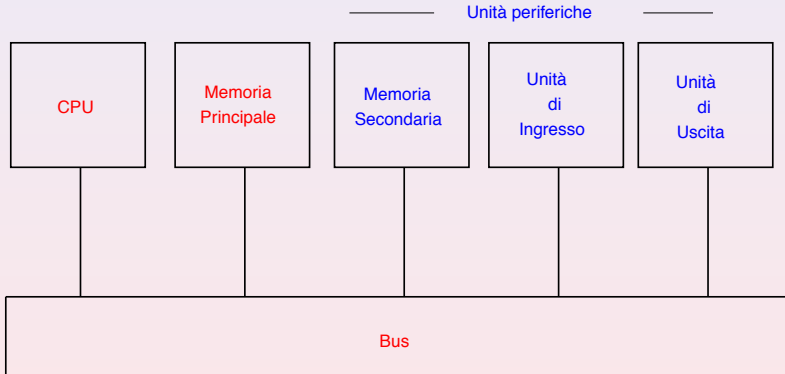 Unità periferiche
CPU
Memoria
Principale
Memoria
Secondaria
Unità
di
Ingresso
Unità
di
Uscita
Bus